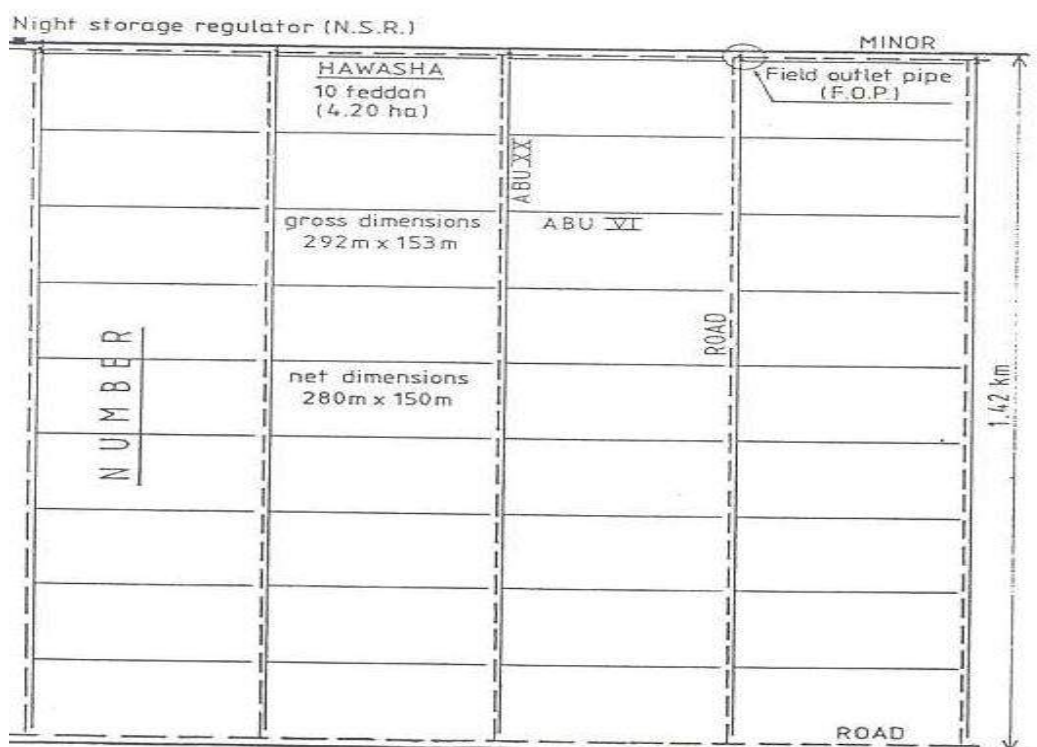 Night storage regulator (N.S.R.)
MINOR
HAWASHA
10 feddan
(4.20 ha)
Field outlet pipe
(F.O.P.)
ABU XX
gross dimensions
292m x 153m
ABU VI
ROAD
NUMBER
net dimensions
280m x 150m
1.42 km
ROAD